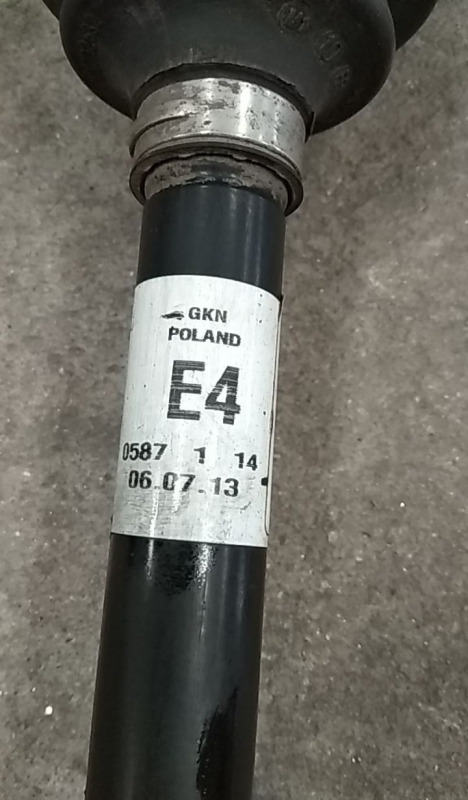 GKN
POLAND
E4
0587 1 14
06.07.13